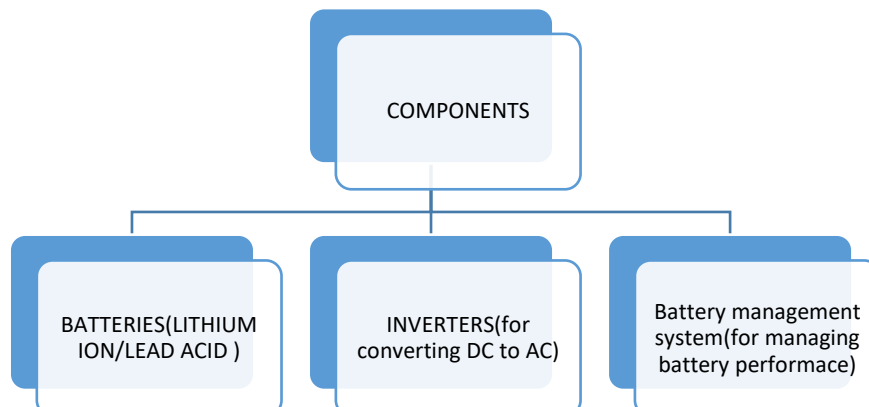 COMPONENTS
BATTERIES(LITHIUM
ION/LEAD ACID )
INVERTERS(for
converting DC to AC)
Battery management
system(for managing
battery performace)